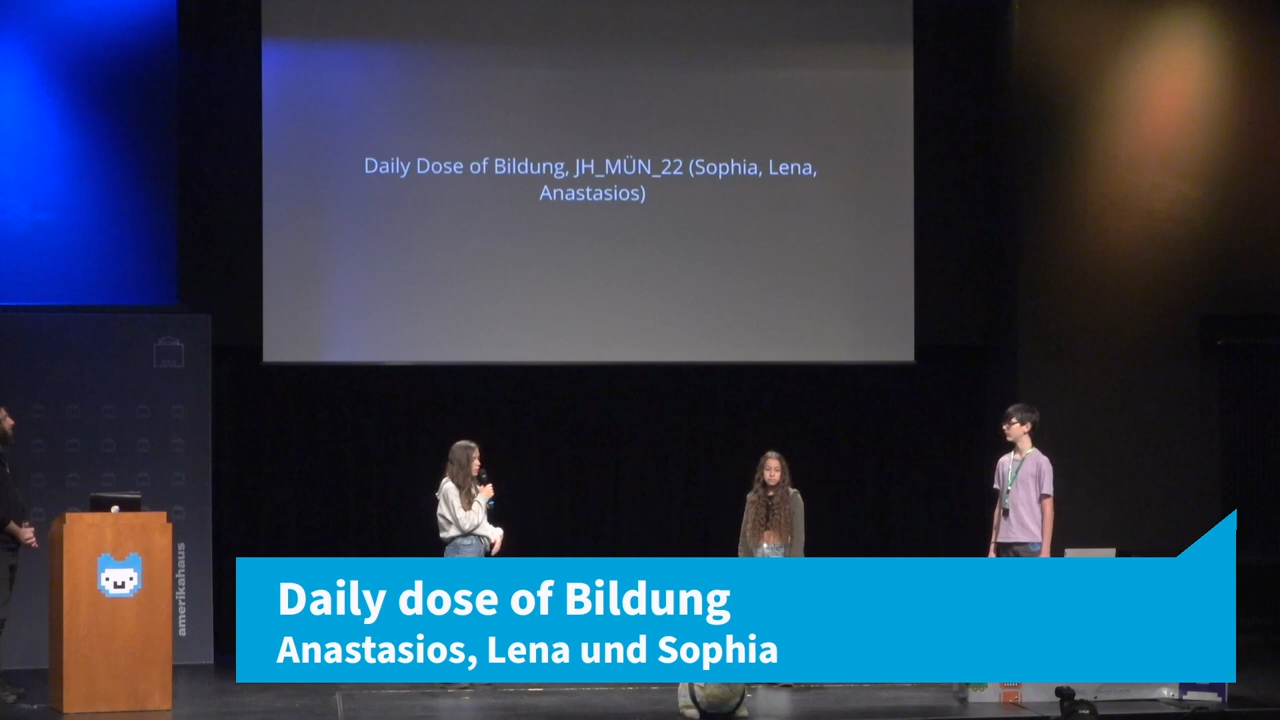 Daily Dose of Bildung, JH_MÜN_22 (Sophia, Lena,
Anastasios)
amerikahaus
Daily dose of Bildung
Anastasios, Lena und Sophia